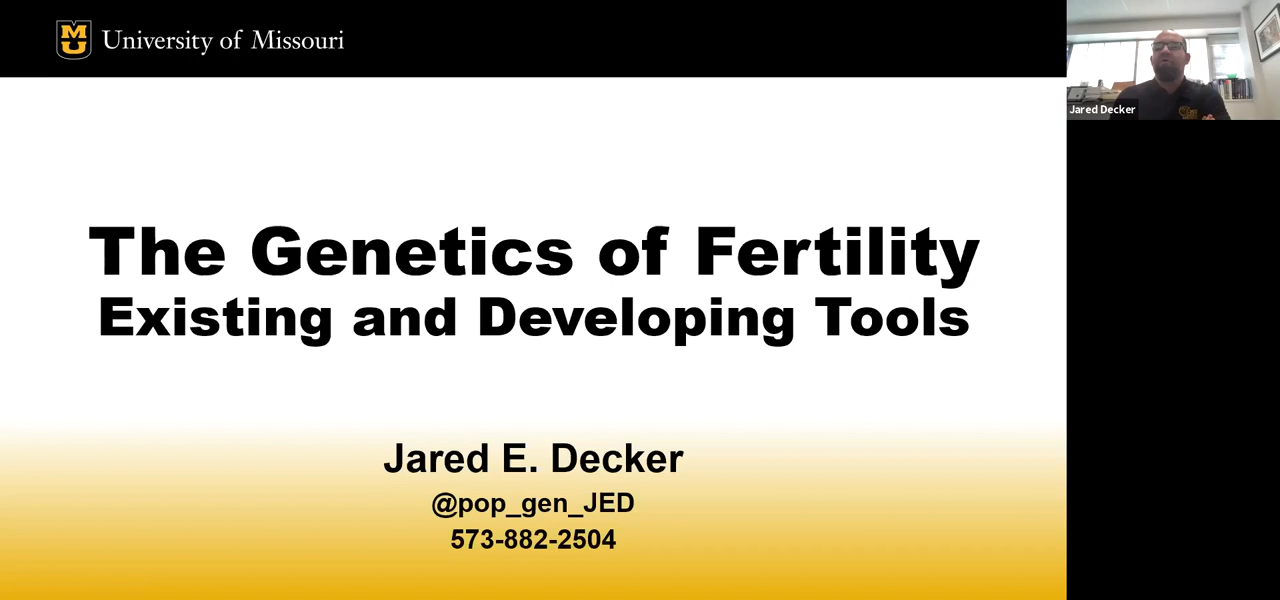 MU
University of Missouri
Jared Decker
The Genetics of Fertility
Existing and Developing Tools
Jared E. Decker
@pop_gen_JED
573-882-2504